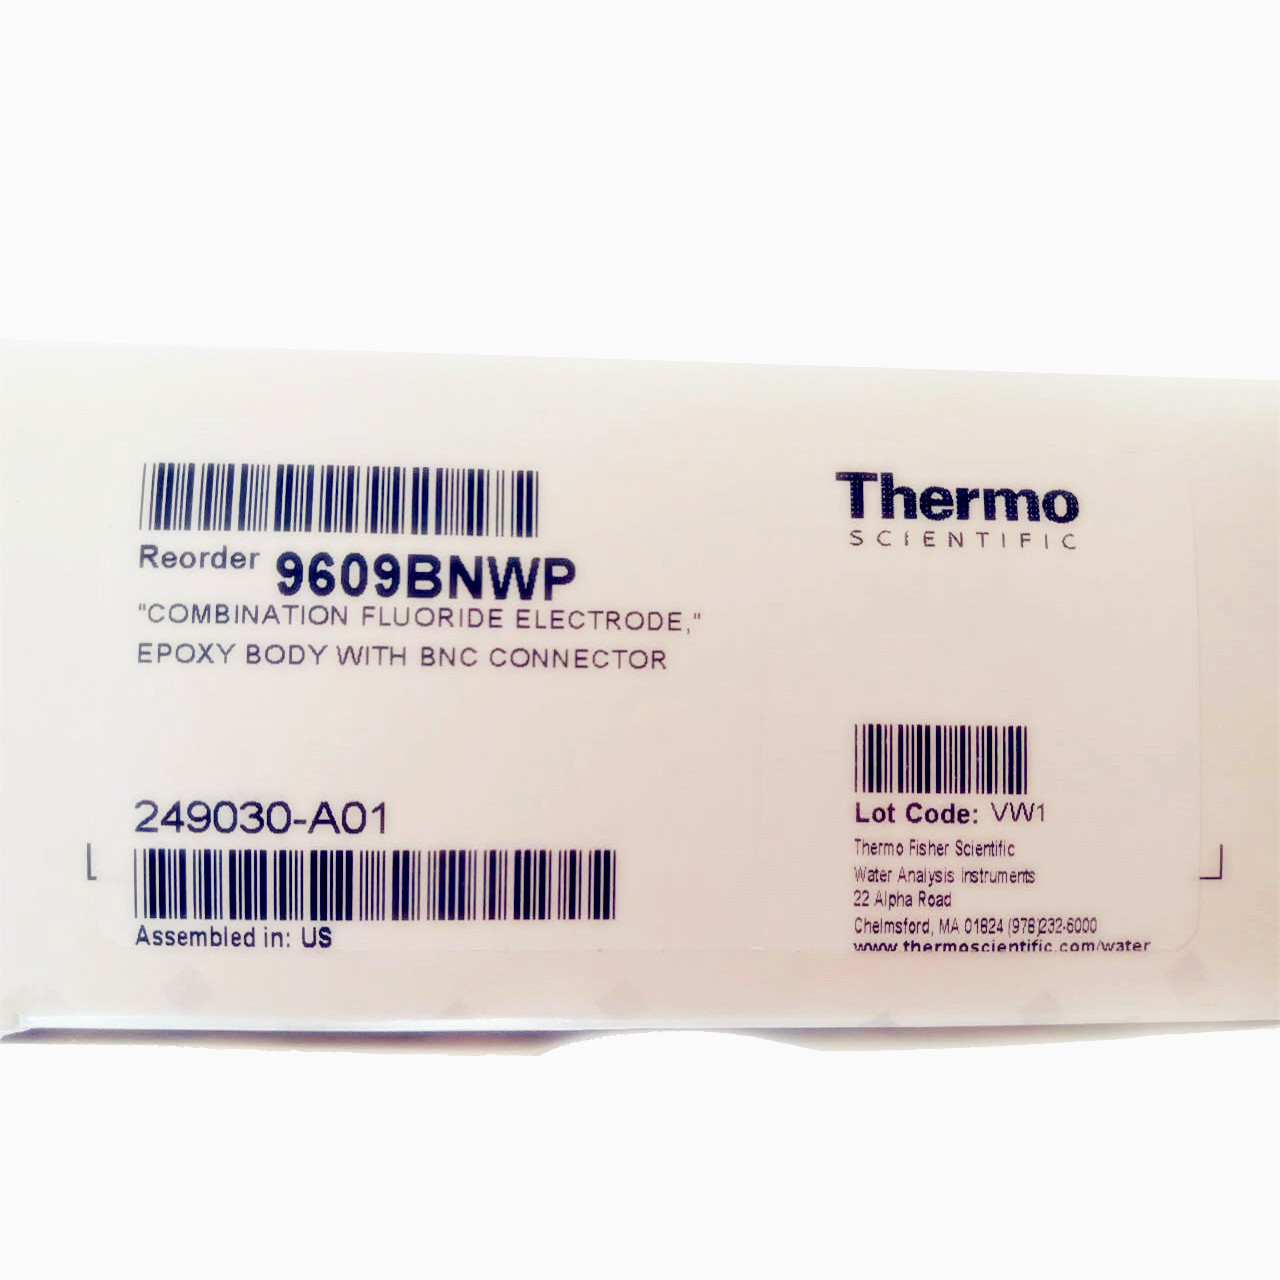 Thermo
SCIENTIFIC
Reorder 9609BNWP
"COMBINATION FLUORIDE ELECTRODE,"
EPOXY BODY WITH BNC CONNECTOR
249030-A01
Assembled in: US
Lot Code: VW1
Thermo Fisher Scientific
Water Analysis Instruments
22 Alpha Road
Chelmsford, MA 01824 (978)232-6000
www.thermoscientific.com/water